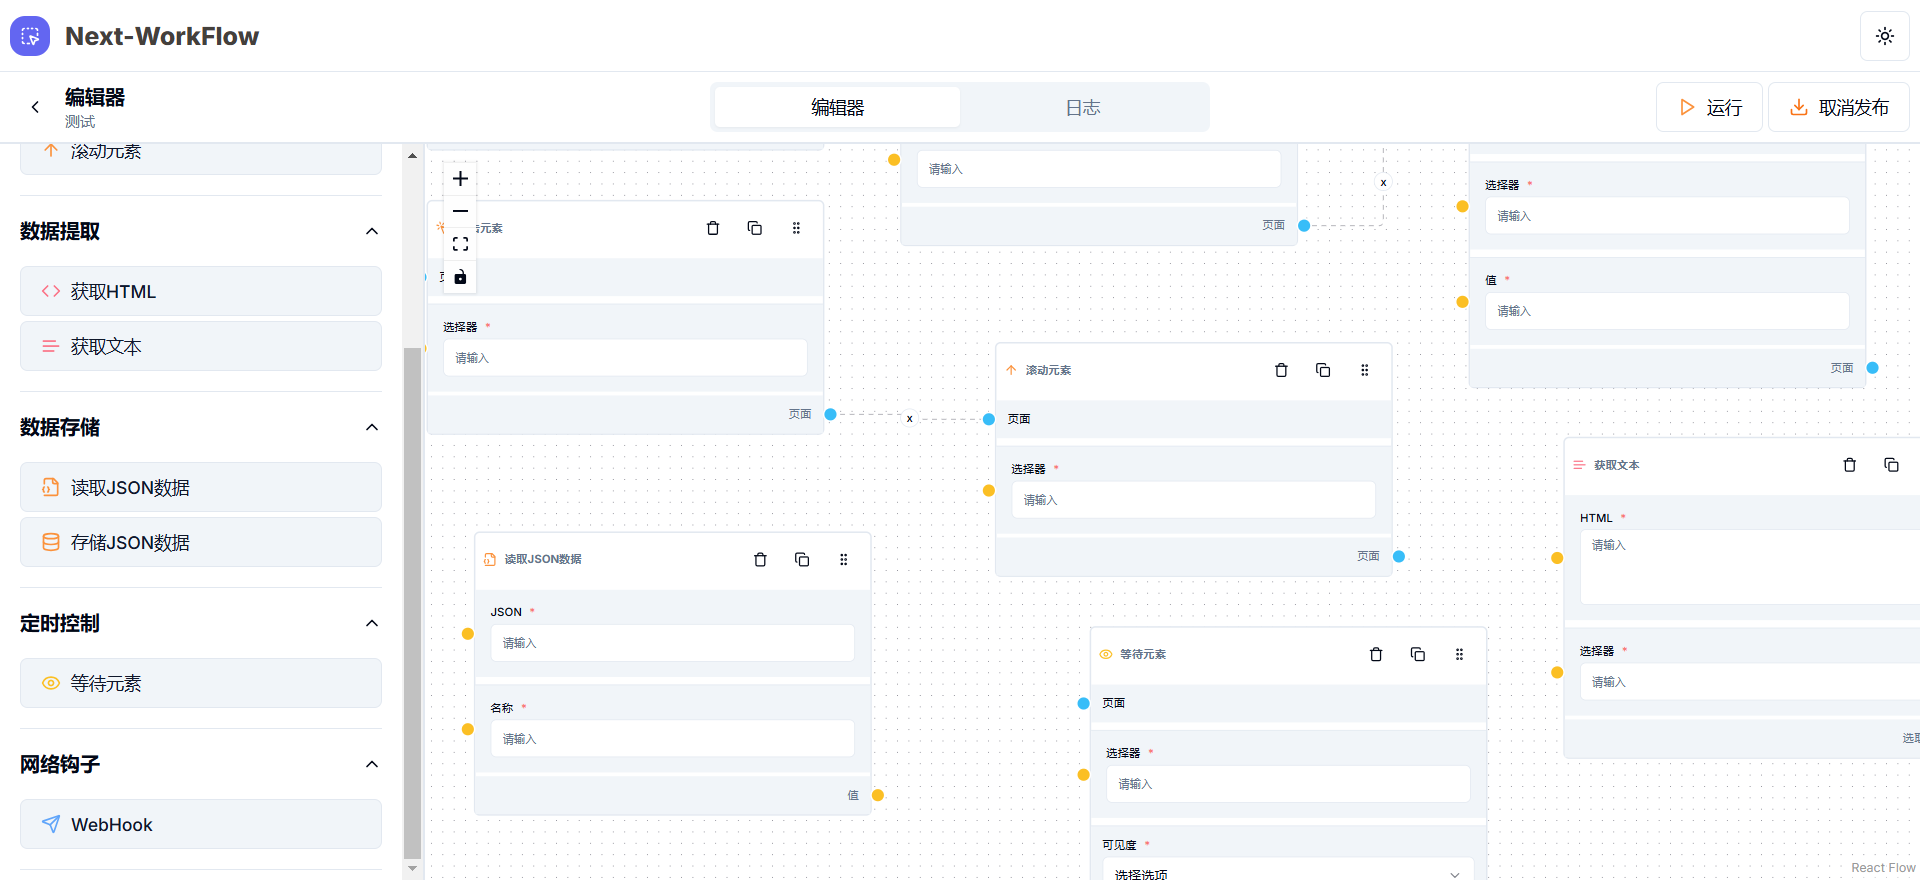 Next-WorkFlow
编辑器
测试
编辑器
日志
运行
取消发布
滚动元素
数据提取
获取HTML
获取文本
数据存储
读取JSON数据
存储JSON数据
定时控制
等待元素
网络钩子
WebHook
元素
选择器 *
请输入
页面
x
读取JSON数据
JSON *
请输入
名称 *
请输入
值
请输入
页面
x
滚动元素
页面
选择器 *
请输入
页面
等待元素
页面
选择器 *
请输入
可见度 *
选择选项
选择器 *
请输入
值 *
请输入
页面
获取文本
HTML *
请输入
选择器 *
请输入
选取
React Flow